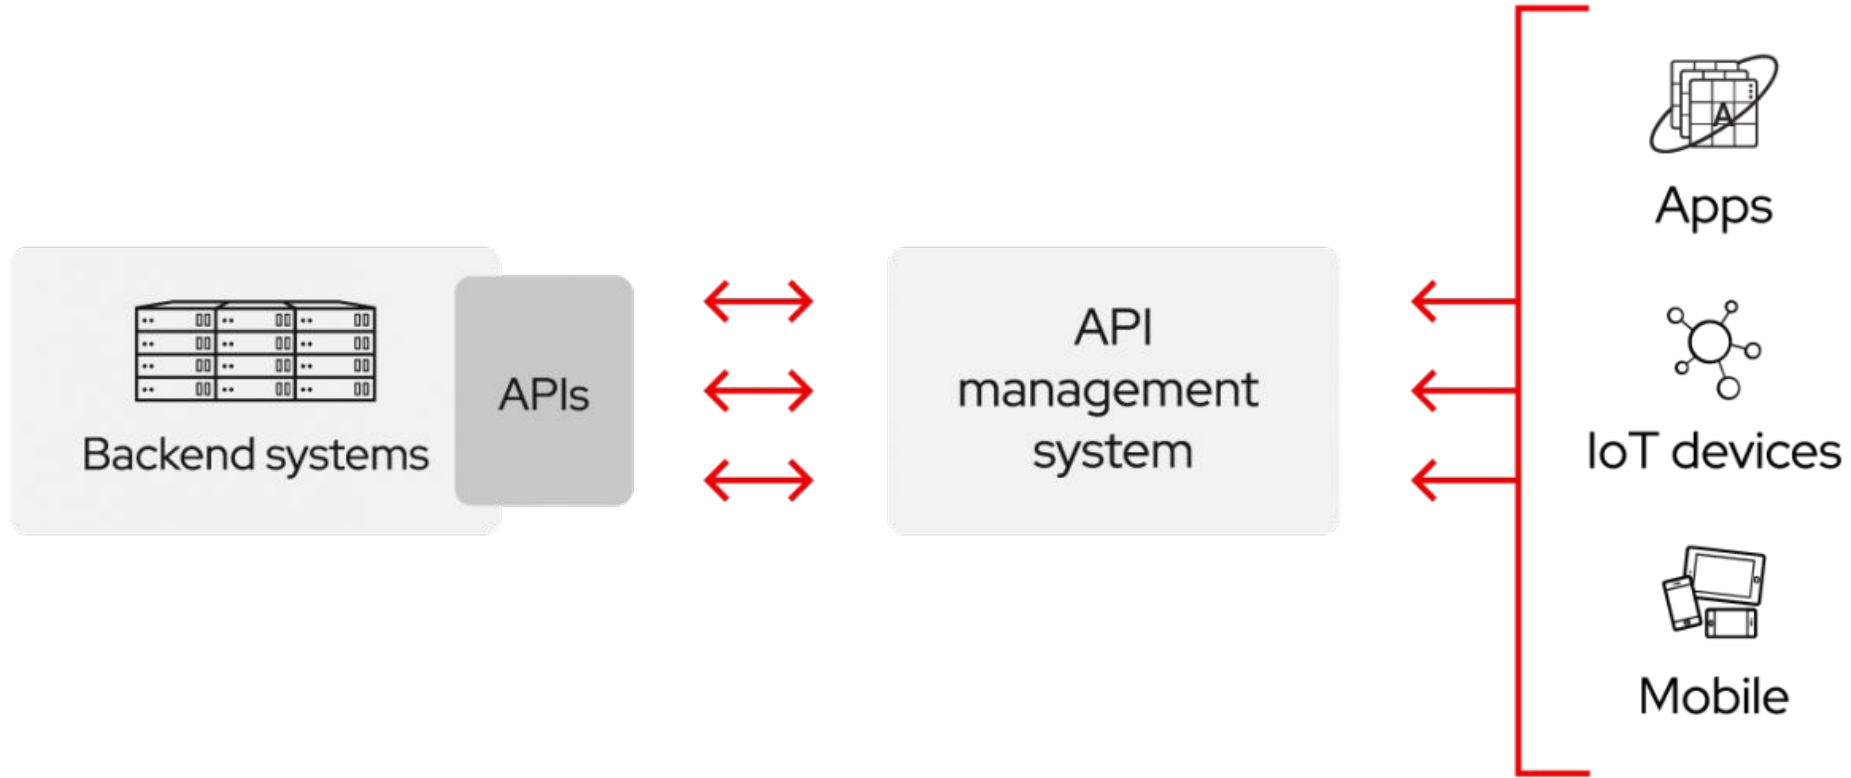 Backend systems
APIs
API
management
system
A
Apps
IoT devices
Mobile